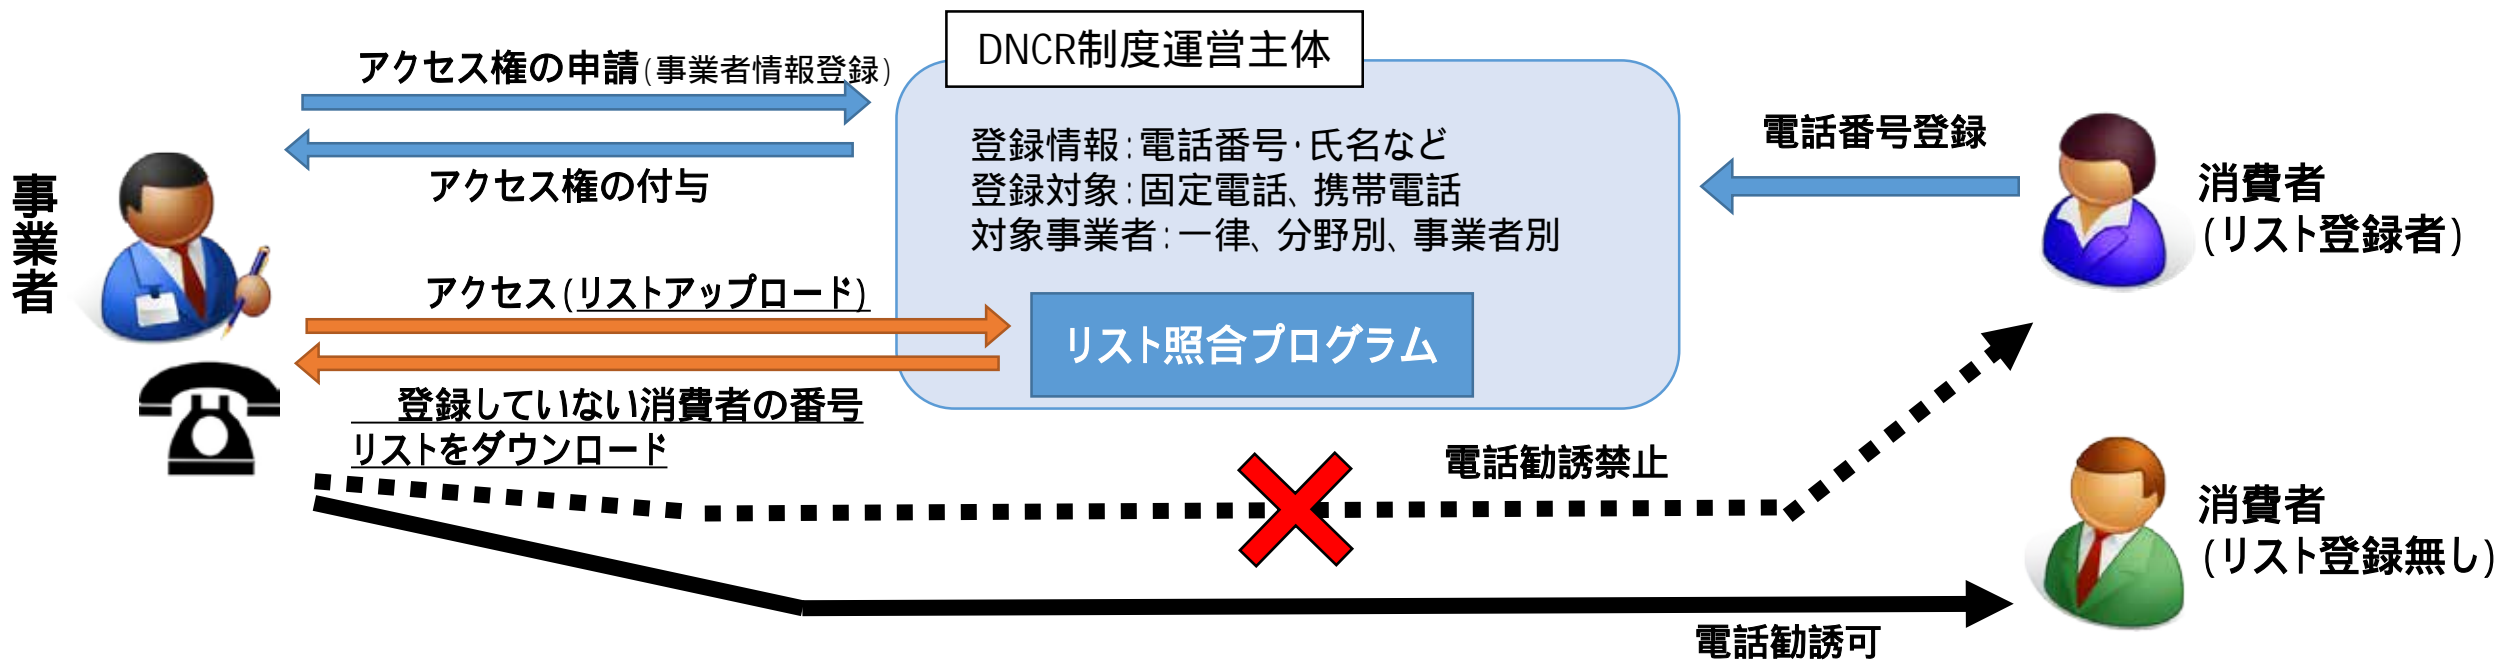 DNCR制度運営主体
アクセス権の申請(事業者情報登録)
アクセス権の付与
事業者
登録情報:電話番号・氏名など
登録対象:固定電話、携帯電話
対象事業者:一律、分野別、事業者別
電話番号登録
消費者
(リスト登録者)
アクセス(リストアップロード)
リスト照合プログラム
登録していない消費者の番号
リストをダウンロード
電話勧誘禁止
消費者
(リスト登録無し)
電話勧誘可